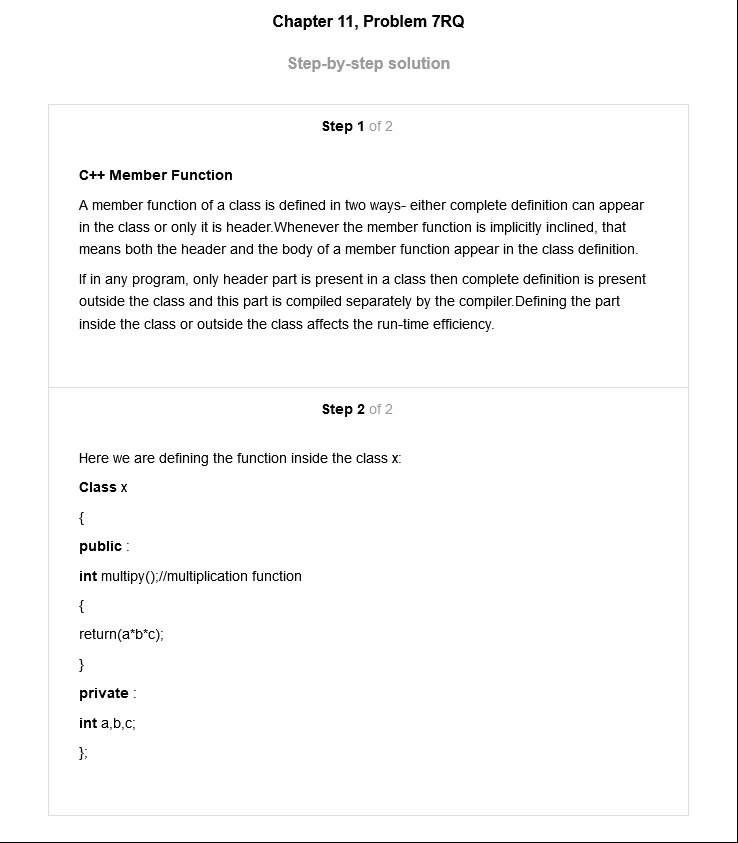 Chapter 11, Problem 7RQ
Step-by-step solution
Step 1 of 2
C++ Member Function
A member function of a class is defined in two ways- either complete definition can appear
in the class or only it is header.Whenever the member function is implicitly inclined, that
means both the header and the body of a member function appear in the class definition.
If in any program, only header part is present in a class then complete definition is present
outside the class and this part is compiled separately by the compiler.Defining the part
inside the class or outside the class affects the run-time efficiency.
Step 2 of 2
Here we are defining the function inside the class x:
Class x
{
public :
int multipy();//multiplication function
{
return(a*b*c);
}
private :
int a,b,c;
};